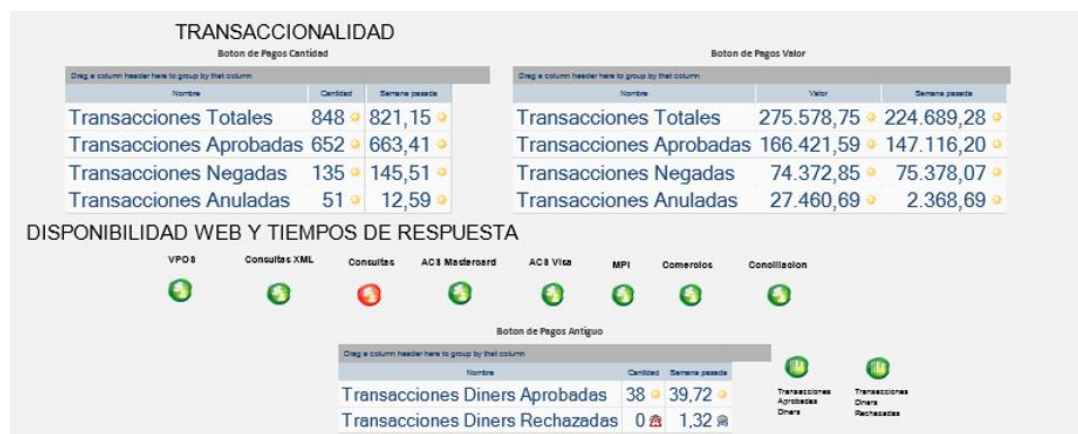 TRANSACCIONALIDAD
Boton de Pagos Cantidad
Drag a column header here to group by that column
Nombre Cantidad Semana pasada
Transacciones Totales 848 821,15
Transacciones Aprobadas 652 663,41
Transacciones Negadas 135 145,51
Transacciones Anuladas 51 12,59
Boton de Pagos Valor
Drag a column header here to group by that column
Nombre Valor Semana pasada
Transacciones Totales 275.578,75 224.689,28
Transacciones Aprobadas 166.421,59 147.116,20
Transacciones Negadas 74.372,85 75.378,07
Transacciones Anuladas 27.460,69 2.368,69
DISPONIBILIDAD WEB Y TIEMPOS DE RESPUESTA
VPOS Consultas XML Consultas ACS Mastercard ACS Visa MPI Comercios Conciliacion
Boton de Pagos Antiguo
Drag a column header here to group by that column
Nombre Cantidad Semana pasada
Transacciones Diners Aprobadas 38 39,72
Transacciones Diners Rechazadas 0 1,32
Transacciones
Aprobadas
Diners
Transacciones
Diners
Rechazadas